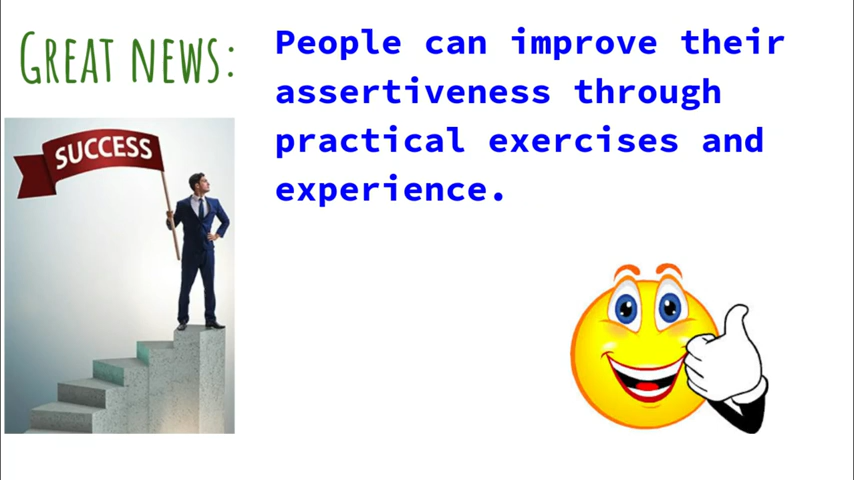 GREAT NEWS:
People can improve their
assertiveness through
practical exercises and
experience.
SUCCESS